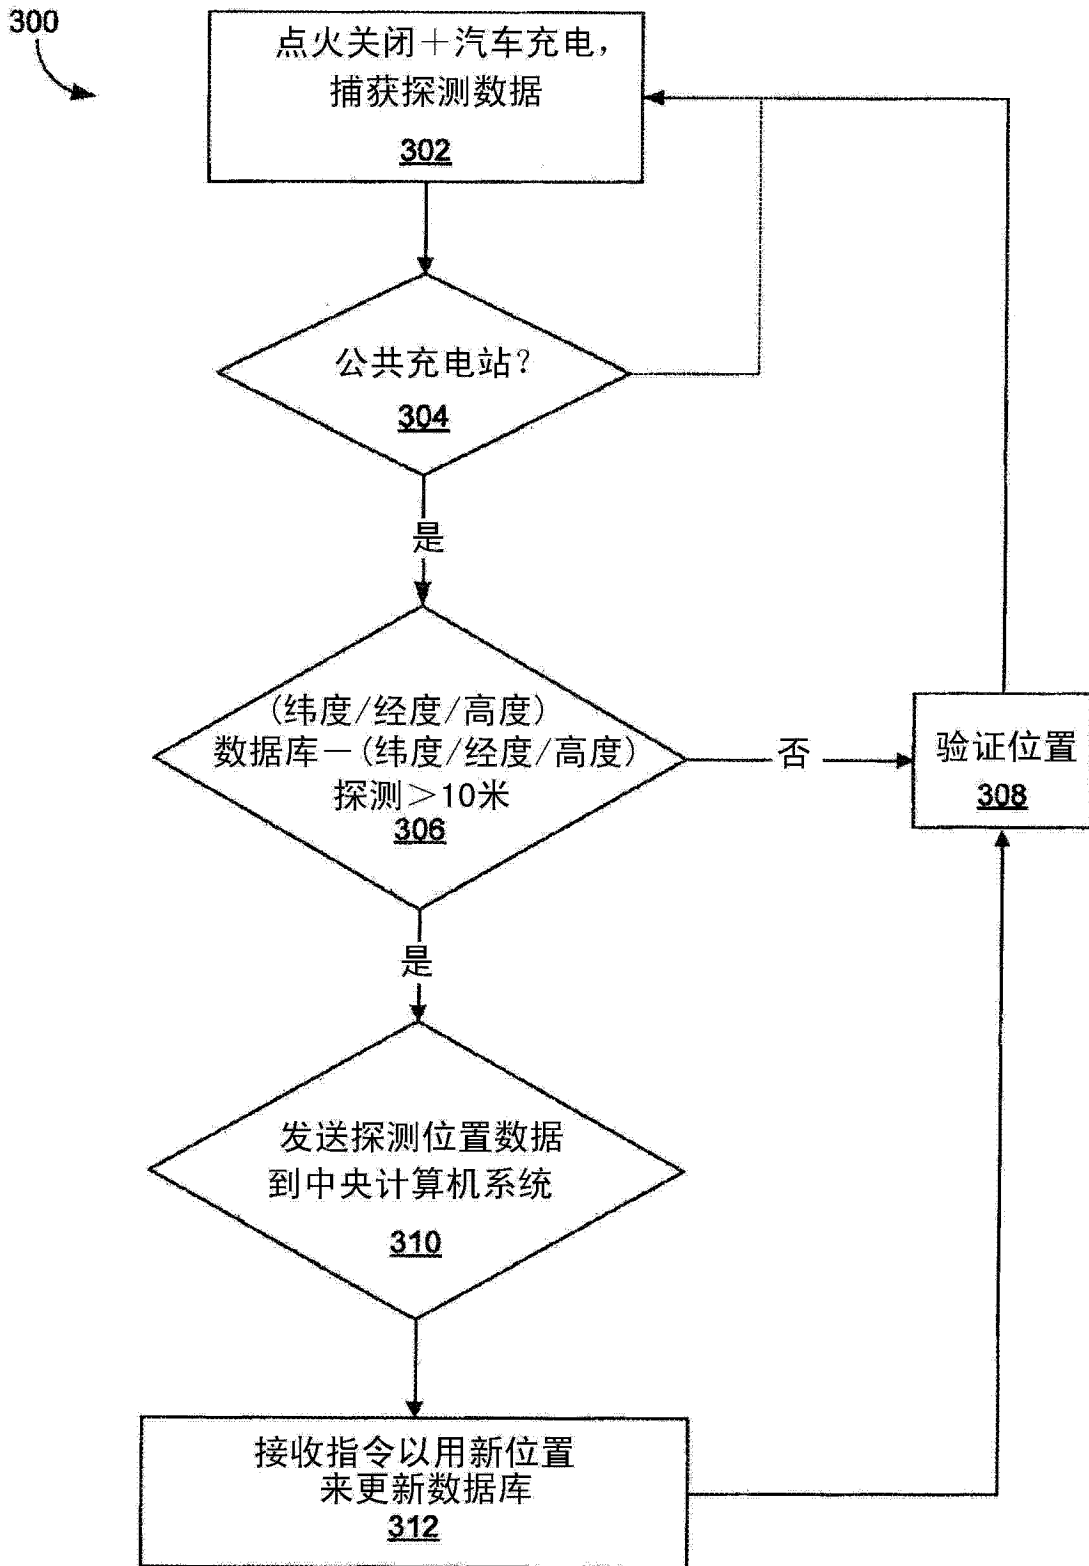 300
点火关闭＋汽车充电，
捕获探测数据
302
公共充电站？
304
是
(纬度/经度/高度)
数据库－(纬度/经度/高度)
探测＞10米
306
否
验证位置
308
是
发送探测位置数据
到中央计算机系统
310
接收指令以用新位置
来更新数据库
312